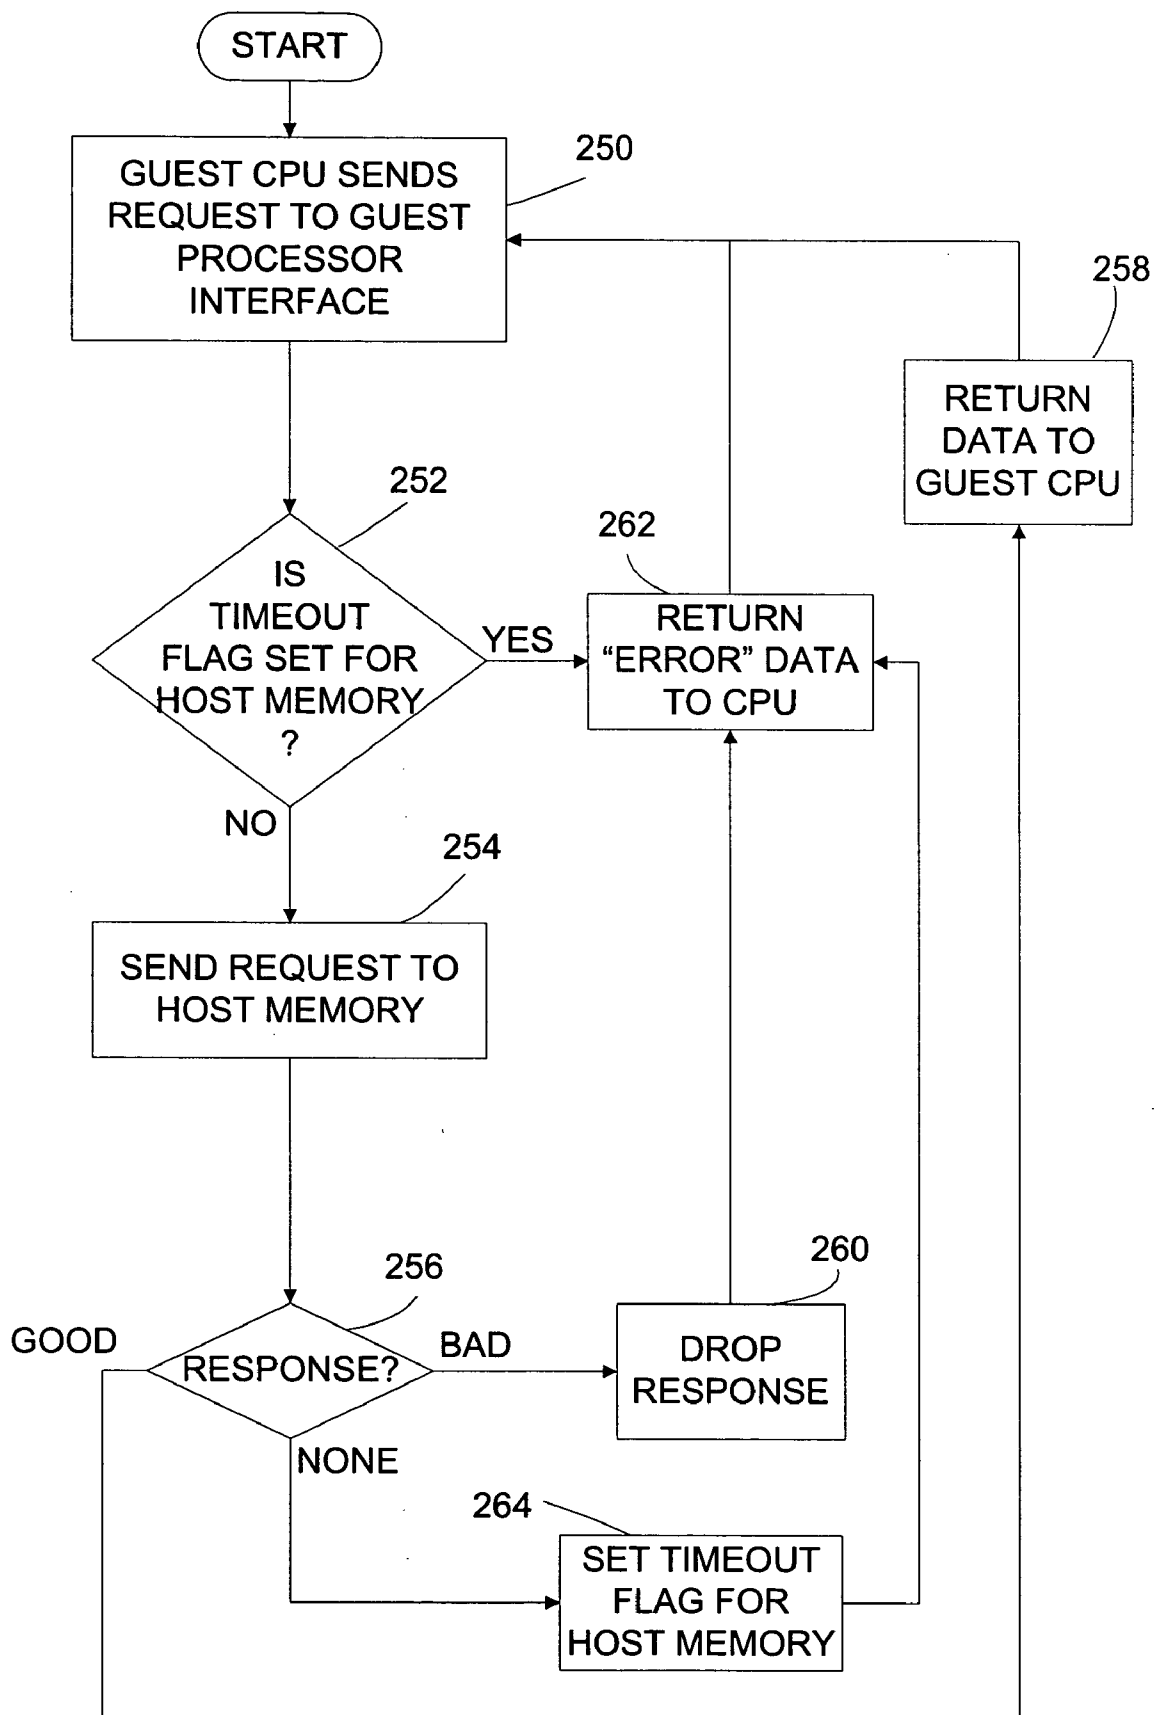 START
250
GUEST CPU SENDS
REQUEST TO GUEST
PROCESSOR
INTERFACE
258
RETURN
DATA TO
GUEST CPU
252
IS
TIMEOUT
FLAG SET FOR
HOST MEMORY
?
YES
262
RETURN
“ERROR” DATA
TO CPU
NO
254
SEND REQUEST TO
HOST MEMORY
256
GOOD
RESPONSE?
BAD
260
DROP
RESPONSE
NONE
264
SET TIMEOUT
FLAG FOR
HOST MEMORY